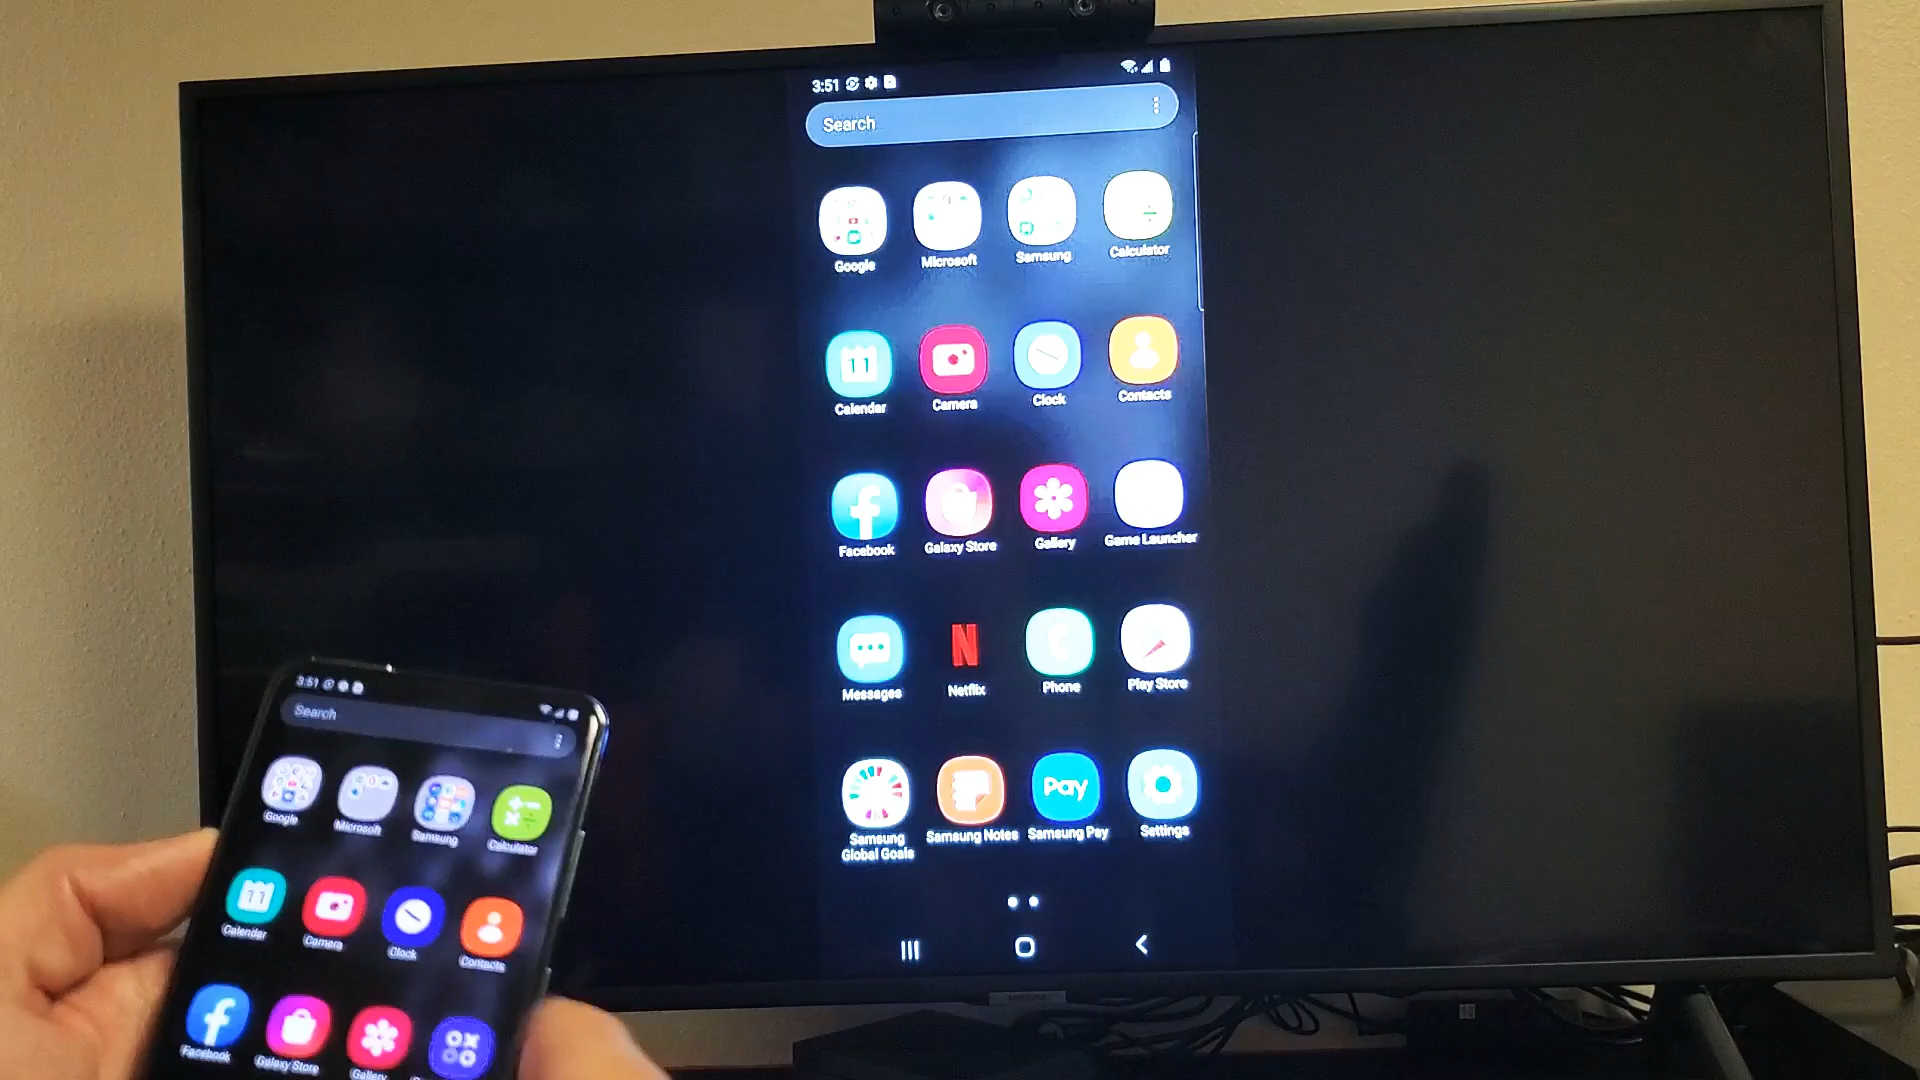 3:51
Search
Google Microsoft Samsung Calculator
11
Calendar Camera Clock Contacts
Facebook Galaxy Store Gallery Game Launcher
N
Messages Netflix Phone Play Store
Pay
Samsung Global Goals Samsung Notes Samsung Pay Settings
3:51
Search
Google Microsoft Samsung Calculator
11
Calendar Camera Clock Contacts
Facebook Galaxy Store Gallery
SAMSUNG